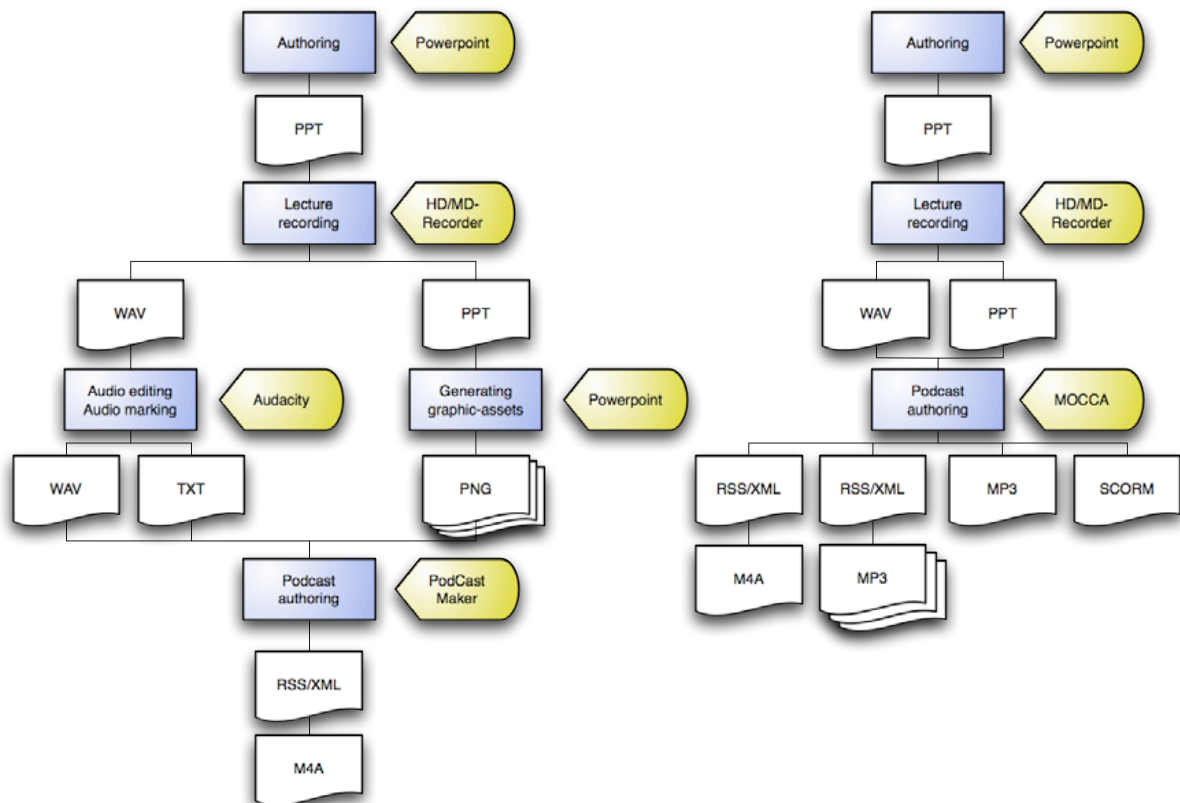 Authoring
Powerpoint
PPT
Lecture
recording
HD/MD-
Recorder
WAV
PPT
Audio editing
Audio marking
Audacity
Generating
graphic-assets
Powerpoint
WAV
TXT
PNG
Podcast
authoring
PodCast
Maker
RSS/XML
M4A
Authoring
Powerpoint
PPT
Lecture
recording
HD/MD-
Recorder
WAV
PPT
Podcast
authoring
MOCCA
RSS/XML
RSS/XML
MP3
SCORM
M4A
MP3